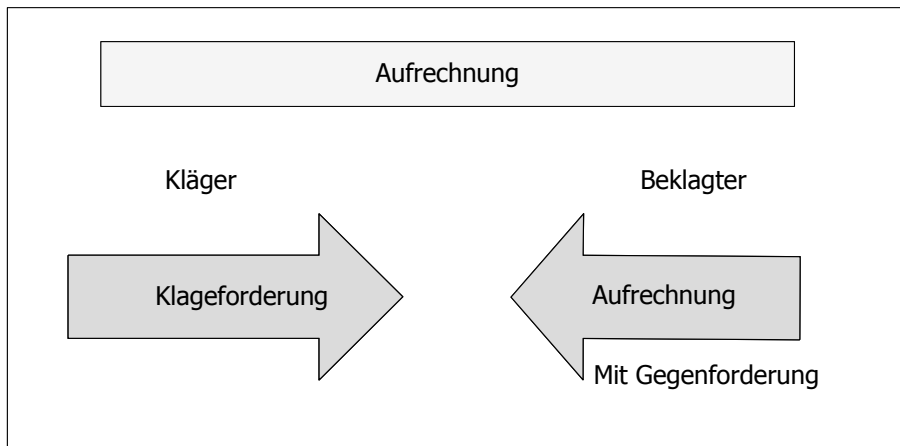 Aufrechnung
Kläger
Beklagter
Klageforderung
Aufrechnung
Mit Gegenforderung